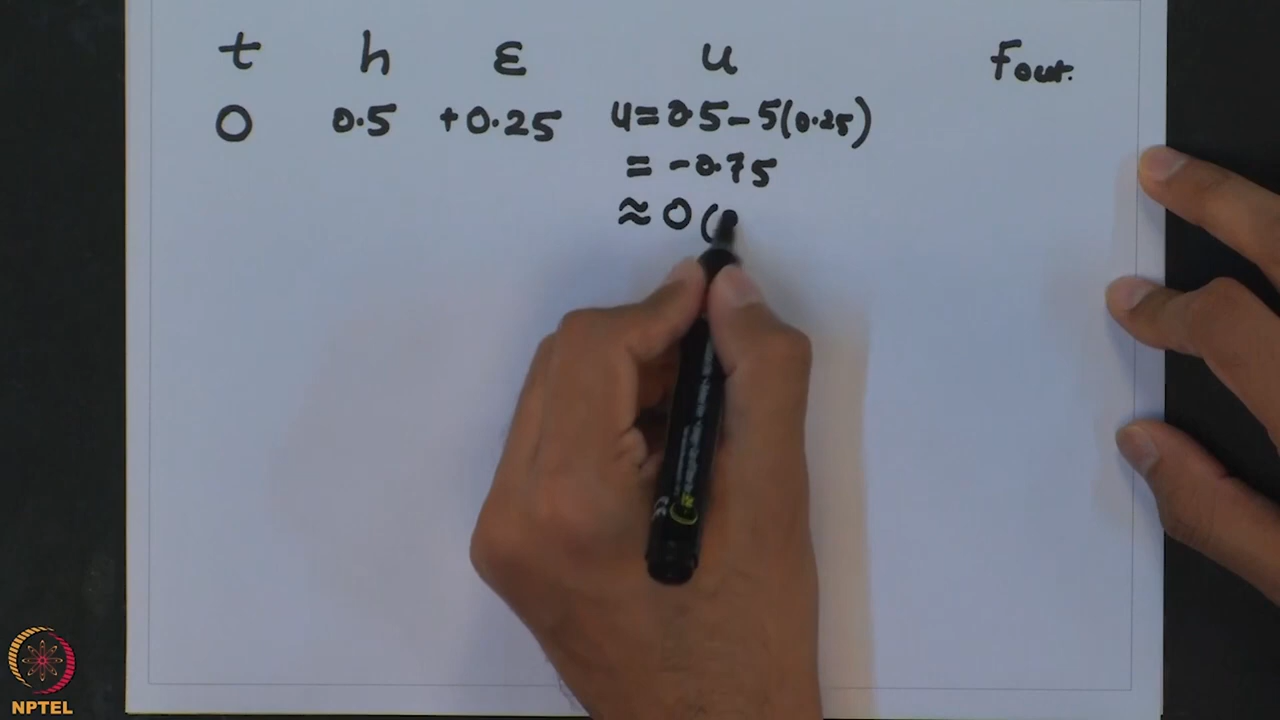 t h ε u Fout.
0 0.5 +0.25 u=0.5-5(0.25)
= -0.75
≈ 0 (
NPTEL